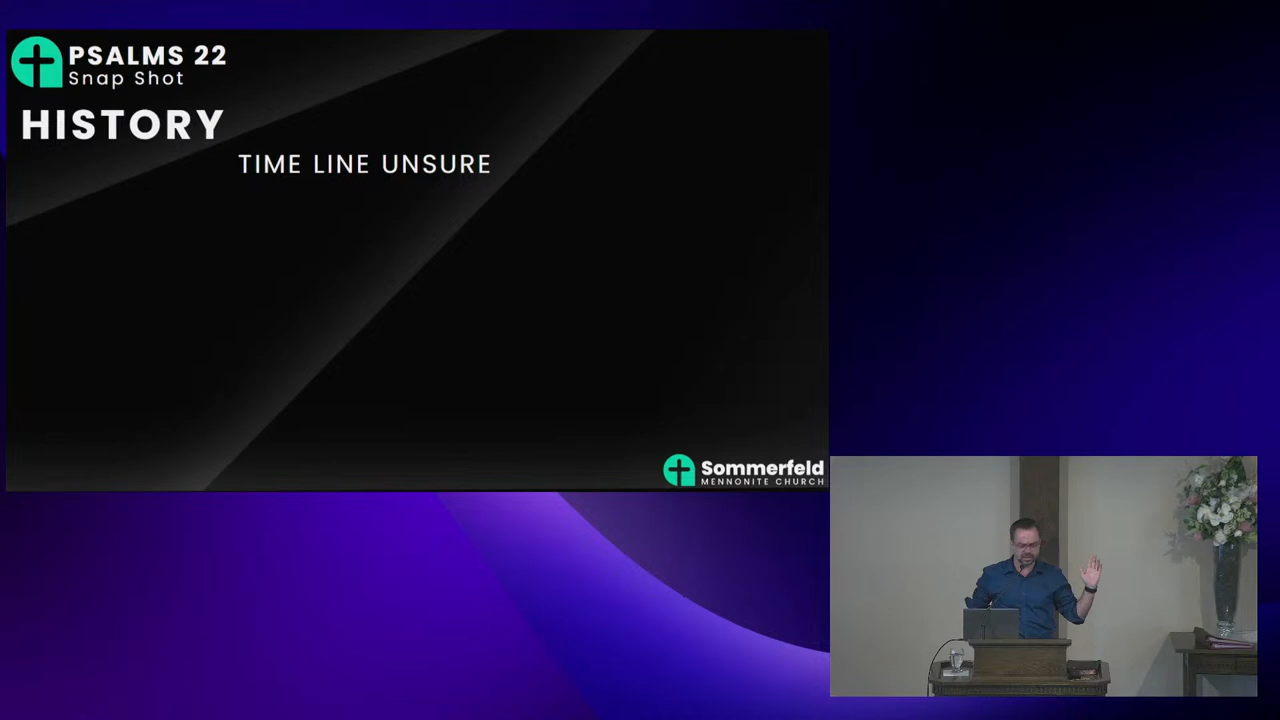 PSALMS 22
Snap Shot
HISTORY
TIME LINE UNSURE
Sommerfeld
MENNONITE CHURCH